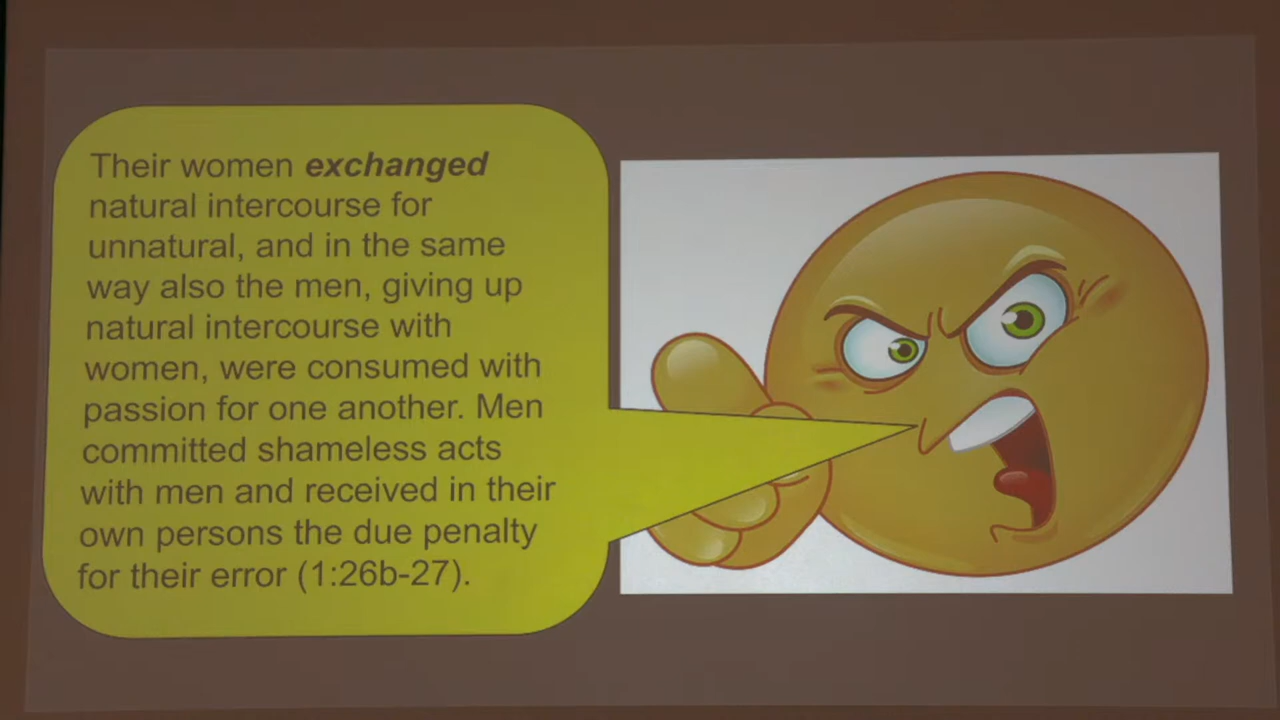 Their women exchanged
natural intercourse for
unnatural, and in the same
way also the men, giving up
natural intercourse with
women, were consumed with
passion for one another. Men
committed shameless acts
with men and received in their
own persons the due penalty
for their error (1:26b-27).